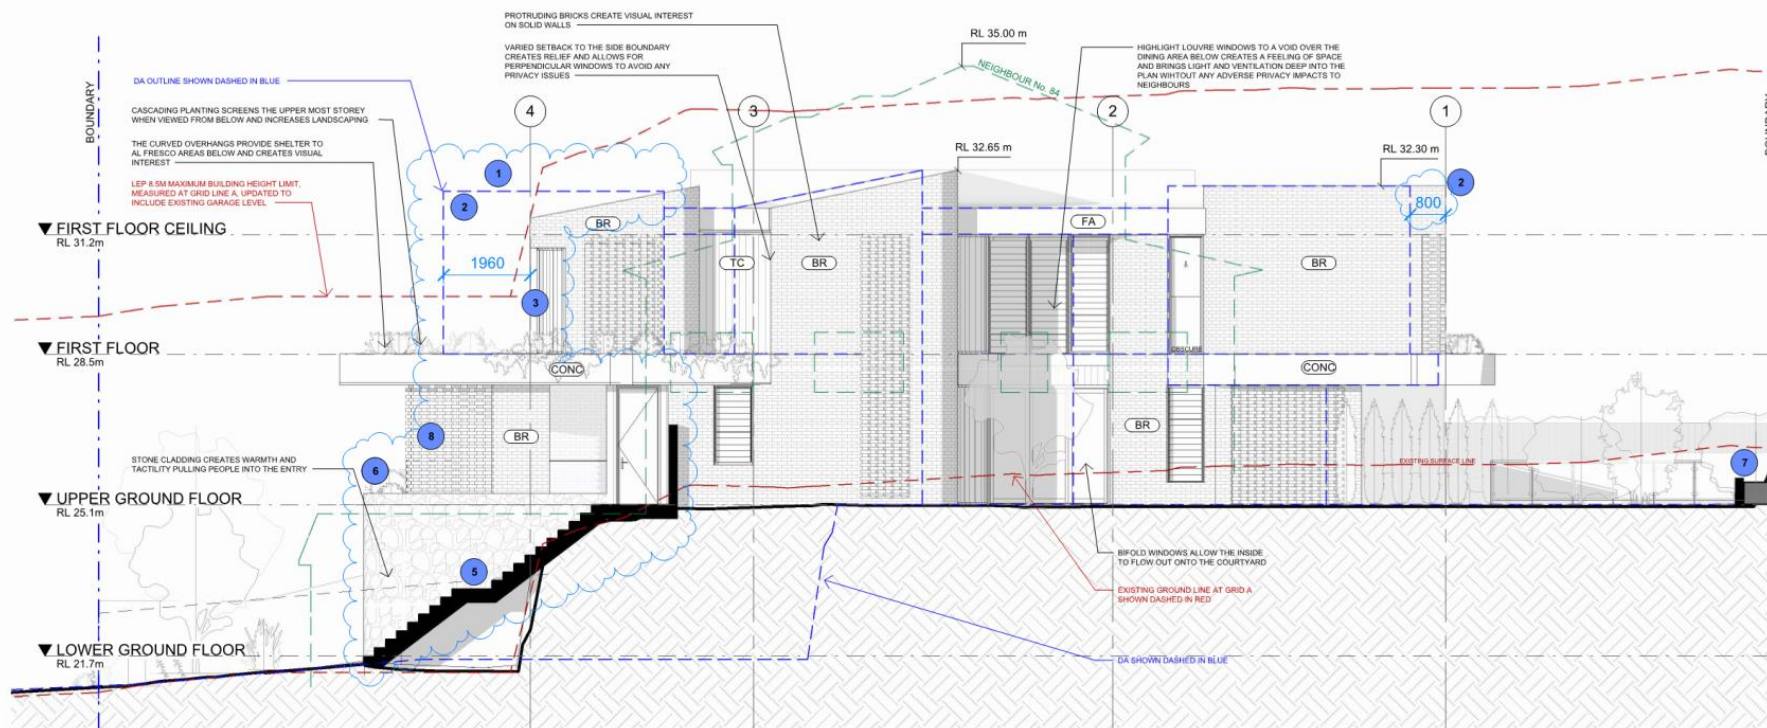 PROTRUDING BRICKS CREATE VISUAL INTEREST
ON SOLID WALLS
VARIED SETBACK TO THE SIDE BOUNDARY
CREATES RELIEF AND ALLOWS FOR
PERPENDICULAR WINDOWS TO AVOID ANY
PRIVACY ISSUES
RL 35.00 m
HIGHLIGHT LOUVRE WINDOWS TO A VOID OVER THE
DINING AREA BELOW CREATES A FEELING OF SPACE
AND BRINGS LIGHT AND VENTILATION DEEP INTO THE
PLAN WIHTOUT ANY ADVERSE PRIVACY IMPACTS TO
NEIGHBOURS
NEIGHBOUR No. 84
DA OUTLINE SHOWN DASHED IN BLUE
BOUNDARY
BOUNDARY
CASCADING PLANTING SCREENS THE UPPER MOST STOREY
WHEN VIEWED FROM BELOW AND INCREASES LANDSCAPING
4
3
2
1
THE CURVED OVERHANGS PROVIDE SHELTER TO
AL FRESCO AREAS BELOW AND CREATES VISUAL
INTEREST
RL 32.65 m
RL 32.30 m
LEP 8.5M MAXIMUM BUILDING HEIGHT LIMIT,
MEASURED AT GRID LINE A, UPDATED TO
INCLUDE EXISTING GARAGE LEVEL
1
2
2
800
FIRST FLOOR CEILING
RL 31.2m
BR
FA
1960
TC
BR
BR
3
FIRST FLOOR
RL 28.5m
OBSCURE
CONC
CONC
8
BR
BR
STONE CLADDING CREATES WARMTH AND
TACTILITY PULLING PEOPLE INTO THE ENTRY
6
EXISTING SURFACE LINE
7
UPPER GROUND FLOOR
RL 25.1m
5
BIFOLD WINDOWS ALLOW THE INSIDE
TO FLOW OUT ONTO THE COURTYARD
EXISTING GROUND LINE AT GRID A
SHOWN DASHED IN RED
LOWER GROUND FLOOR
RL 21.7m
DA SHOWN DASHED IN BLUE